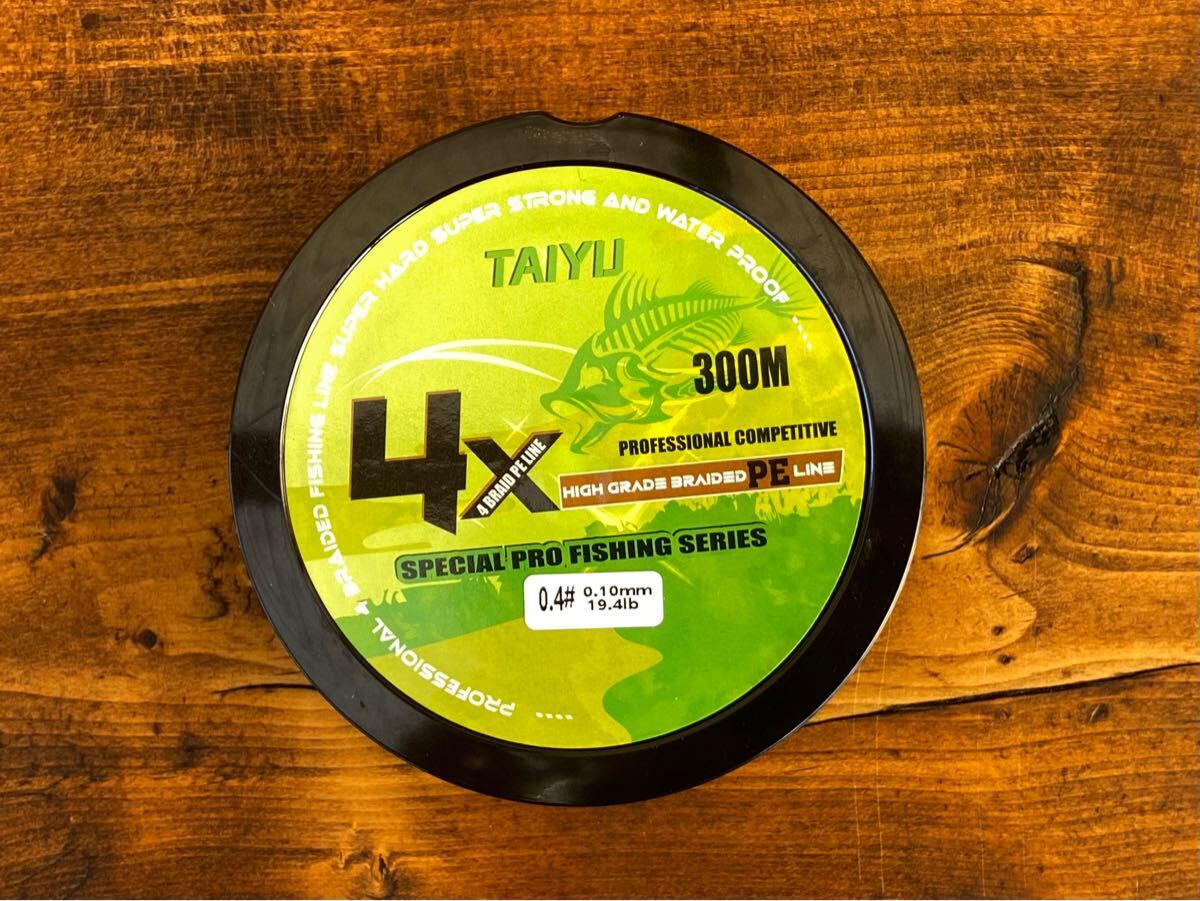 PROFESSIONAL 4 BRAIDED FISHING LINE SUPER HARD SUPER STRONG AND WATER PROOF ....
TAIYU
300M
4X
4 BRAID PE LINE
PROFESSIONAL COMPETITIVE
HIGH GRADE BRAIDED PE LINE
SPECIAL PRO FISHING SERIES
0.4# 0.10mm
19.4lb